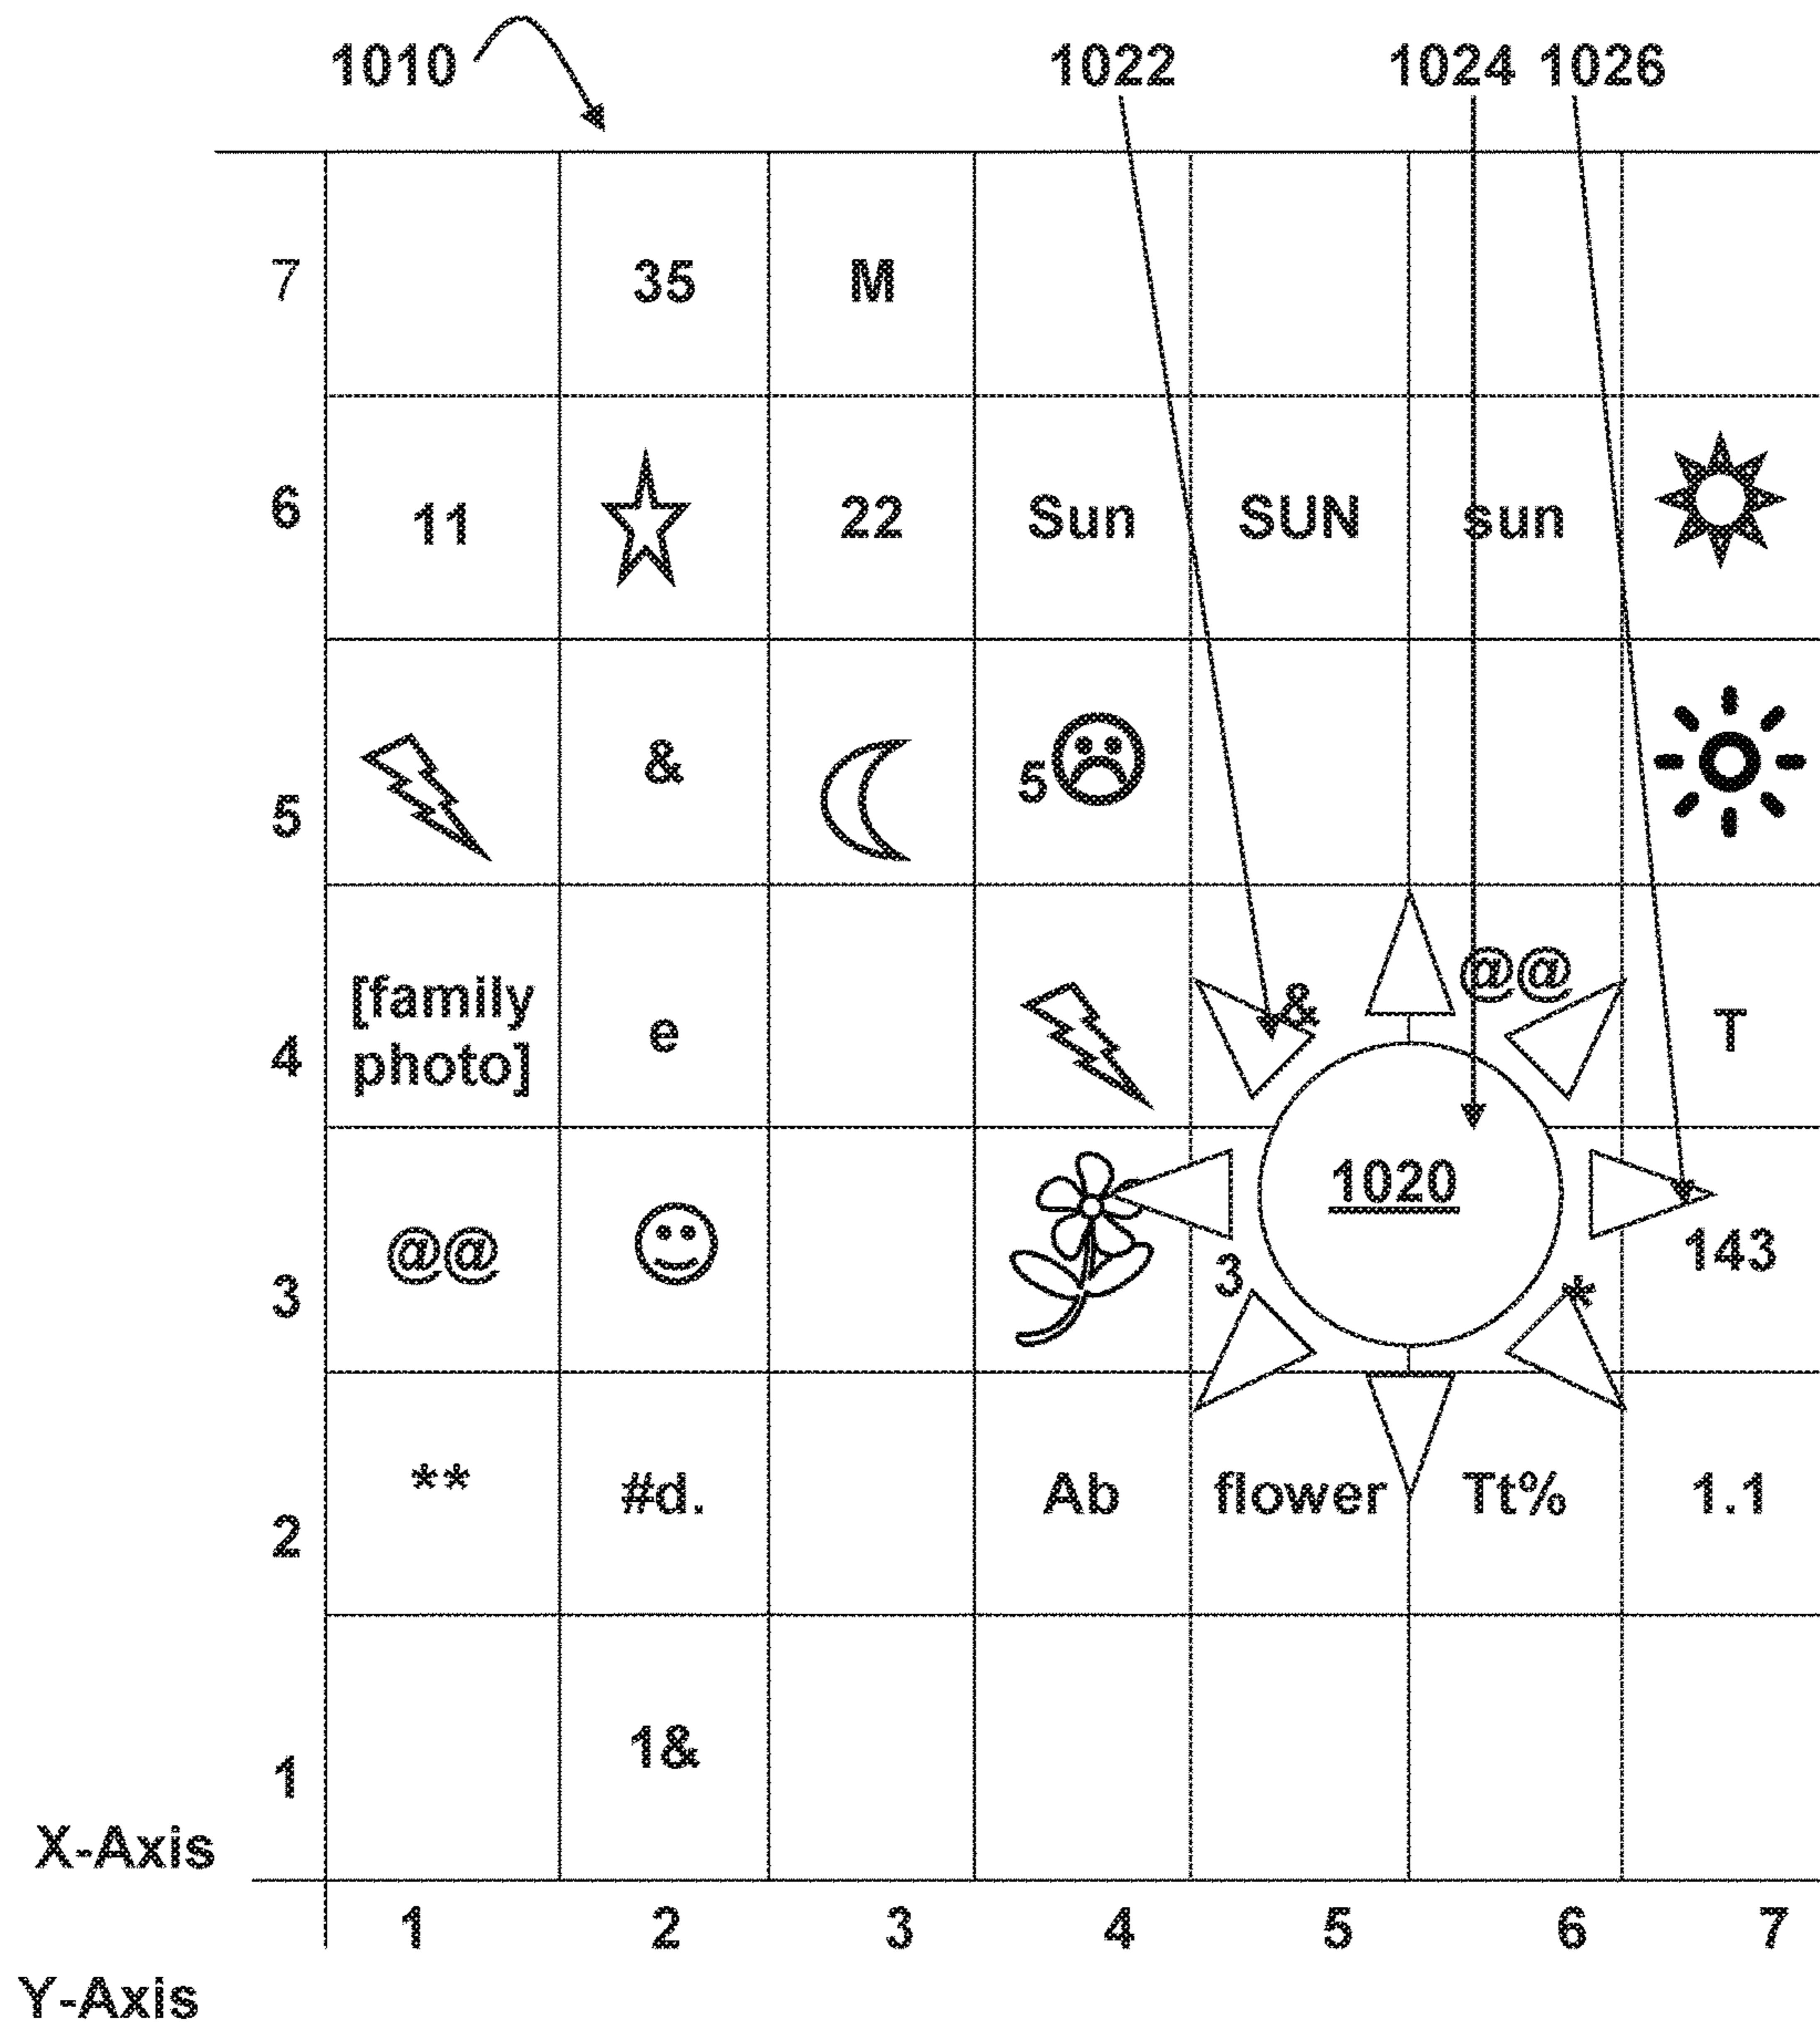 1010 1022 1024 1026
7 35 M
6 11 22 Sun SUN sun
5 & 5
4 [family photo] e & @@ T
3 @@ 3 1020 * 143
2 ** #d. Ab flower Tt% 1.1
1 1&
X-Axis
1 2 3 4 5 6 7
Y-Axis